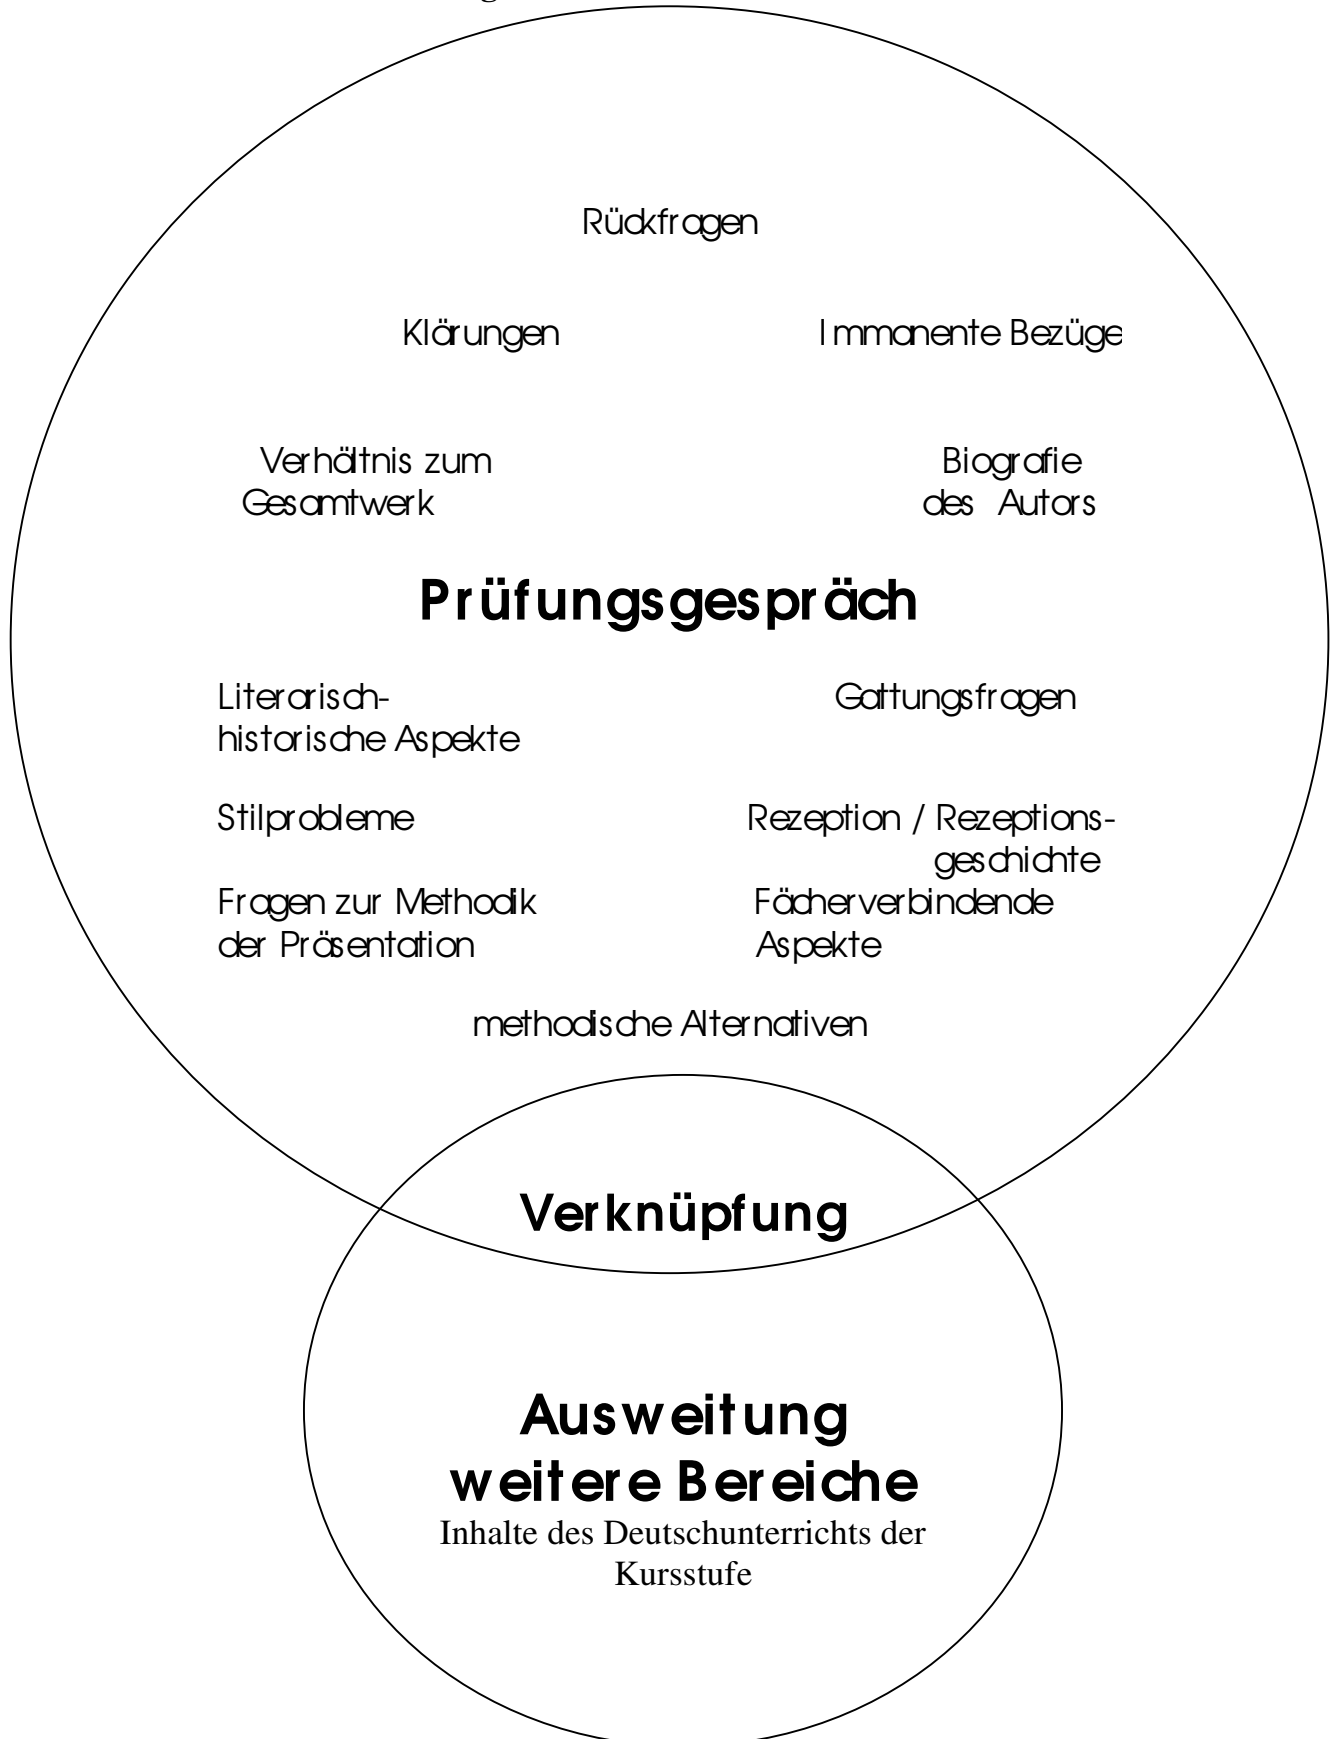 Rückfragen
Klärungen
Immanente Bezüge
Verhältnis zum
Gesamtwerk
Biografie
des Autors
Prüfungsgespräch
Literarisch-
historische Aspekte
Gattungsfragen
Stilprobleme
Rezeption / Rezeptions-
geschichte
Fragen zur Methodik
der Präsentation
Fächerverbindende
Aspekte
methodische Alternativen
Verknüpfung
Ausweitung
weitere Bereiche
Inhalte des Deutschunterrichts der
Kursstufe